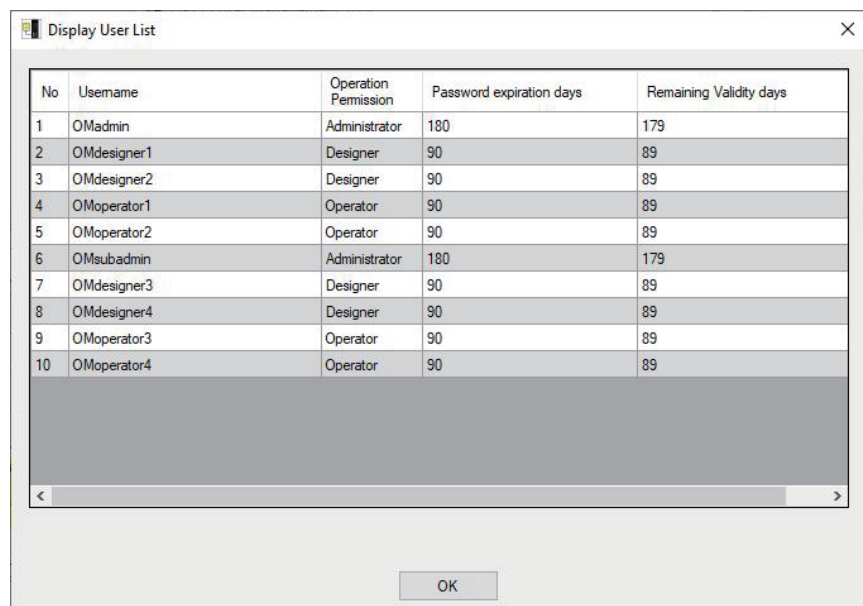 Display User List
No Username Operation Permission Password expiration days Remaining Validity days
1 OMadmin Administrator 180 179
2 OMdesigner1 Designer 90 89
3 OMdesigner2 Designer 90 89
4 OMoperator1 Operator 90 89
5 OMoperator2 Operator 90 89
6 OMsubadmin Administrator 180 179
7 OMdesigner3 Designer 90 89
8 OMdesigner4 Designer 90 89
9 OMoperator3 Operator 90 89
10 OMoperator4 Operator 90 89
OK